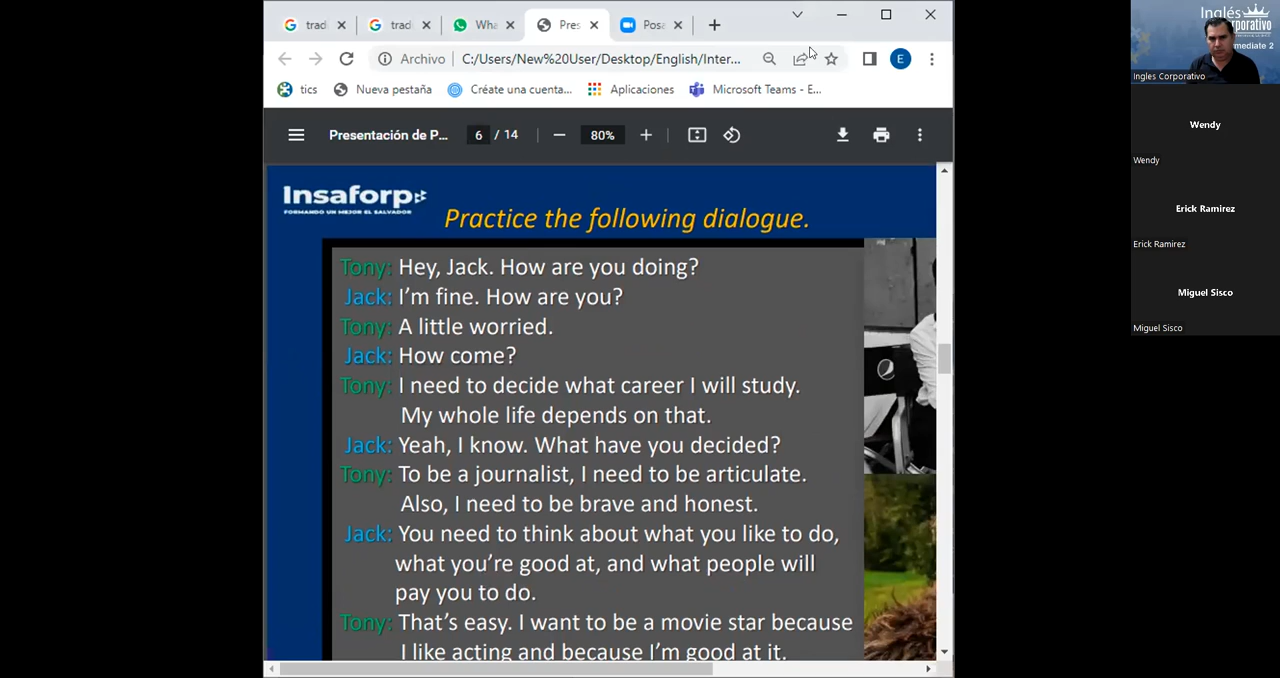 trad
trad
Wha
Pres
Pose
Archivo
C:/Users/New%20User/Desktop/English/Inter...
E
tics
Nueva pestaña
Créate una cuenta...
Aplicaciones
Microsoft Teams - E...
Presentación de P...
6 / 14
80%
Insaforp
FORMANDO UN MEJOR EL SALVADOR
Practice the following dialogue.
Tony: Hey, Jack. How are you doing?
Jack: I'm fine. How are you?
Tony: A little worried.
Jack: How come?
Tony: I need to decide what career I will study.
My whole life depends on that.
Jack: Yeah, I know. What have you decided?
Tony: To be a journalist, I need to be articulate.
Also, I need to be brave and honest.
Jack: You need to think about what you like to do,
what you're good at, and what people will
pay you to do.
Tony: That's easy. I want to be a movie star because
I like acting and because I'm good at it.
Inglés
mediate 2
Ingles Corporativo
Wendy
Wendy
Erick Ramirez
Erick Ramirez
Miguel Sisco
Miguel Sisco